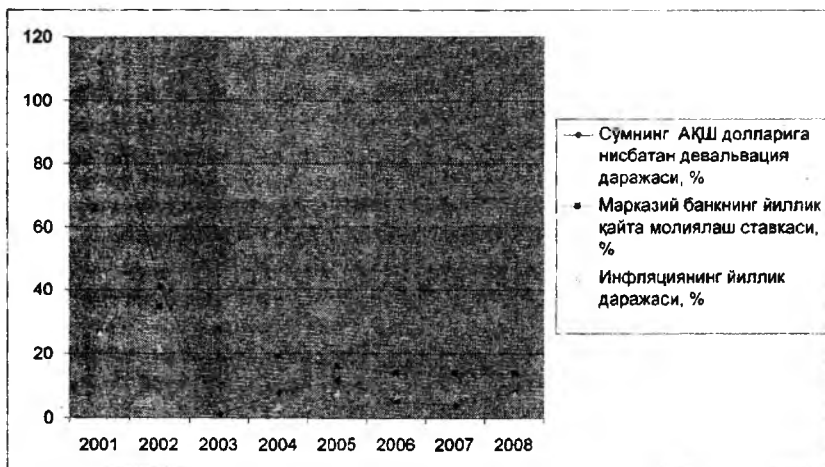 120
100
80
60
40
20
0
2001 2002 2003 2004 2005 2006 2007 2008
Сўмнинг АҚШ долларига
нисбатан девальвация
даражаси, %
Марказий банкнинг йиллик
қайта молиялаш ставкаси,
%
Инфляциянинг йиллик
даражаси, %